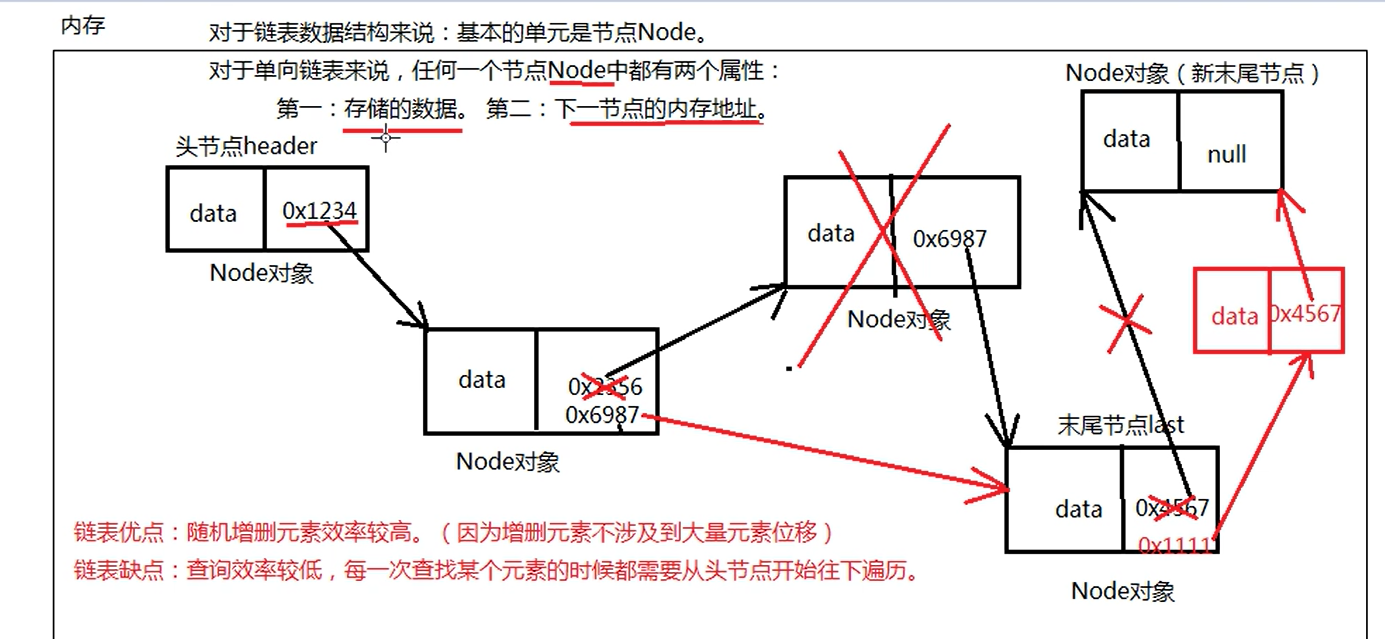 内存
对于链表数据结构来说：基本的单元是节点Node。
对于单向链表来说，任何一个节点Node中都有两个属性：
第一：存储的数据。 第二：下一节点的内存地址。
Node对象（新末尾节点）
data
null
头节点header
data
0x1234
Node对象
data
0x6987
Node对象
data
0x4567
data
0x2356
0x6987
Node对象
末尾节点last
data
0x4567
0x1111
Node对象
链表优点：随机增删元素效率较高。（因为增删元素不涉及到大量元素位移）
链表缺点：查询效率较低，每一次查找某个元素的时候都需要从头节点开始往下遍历。